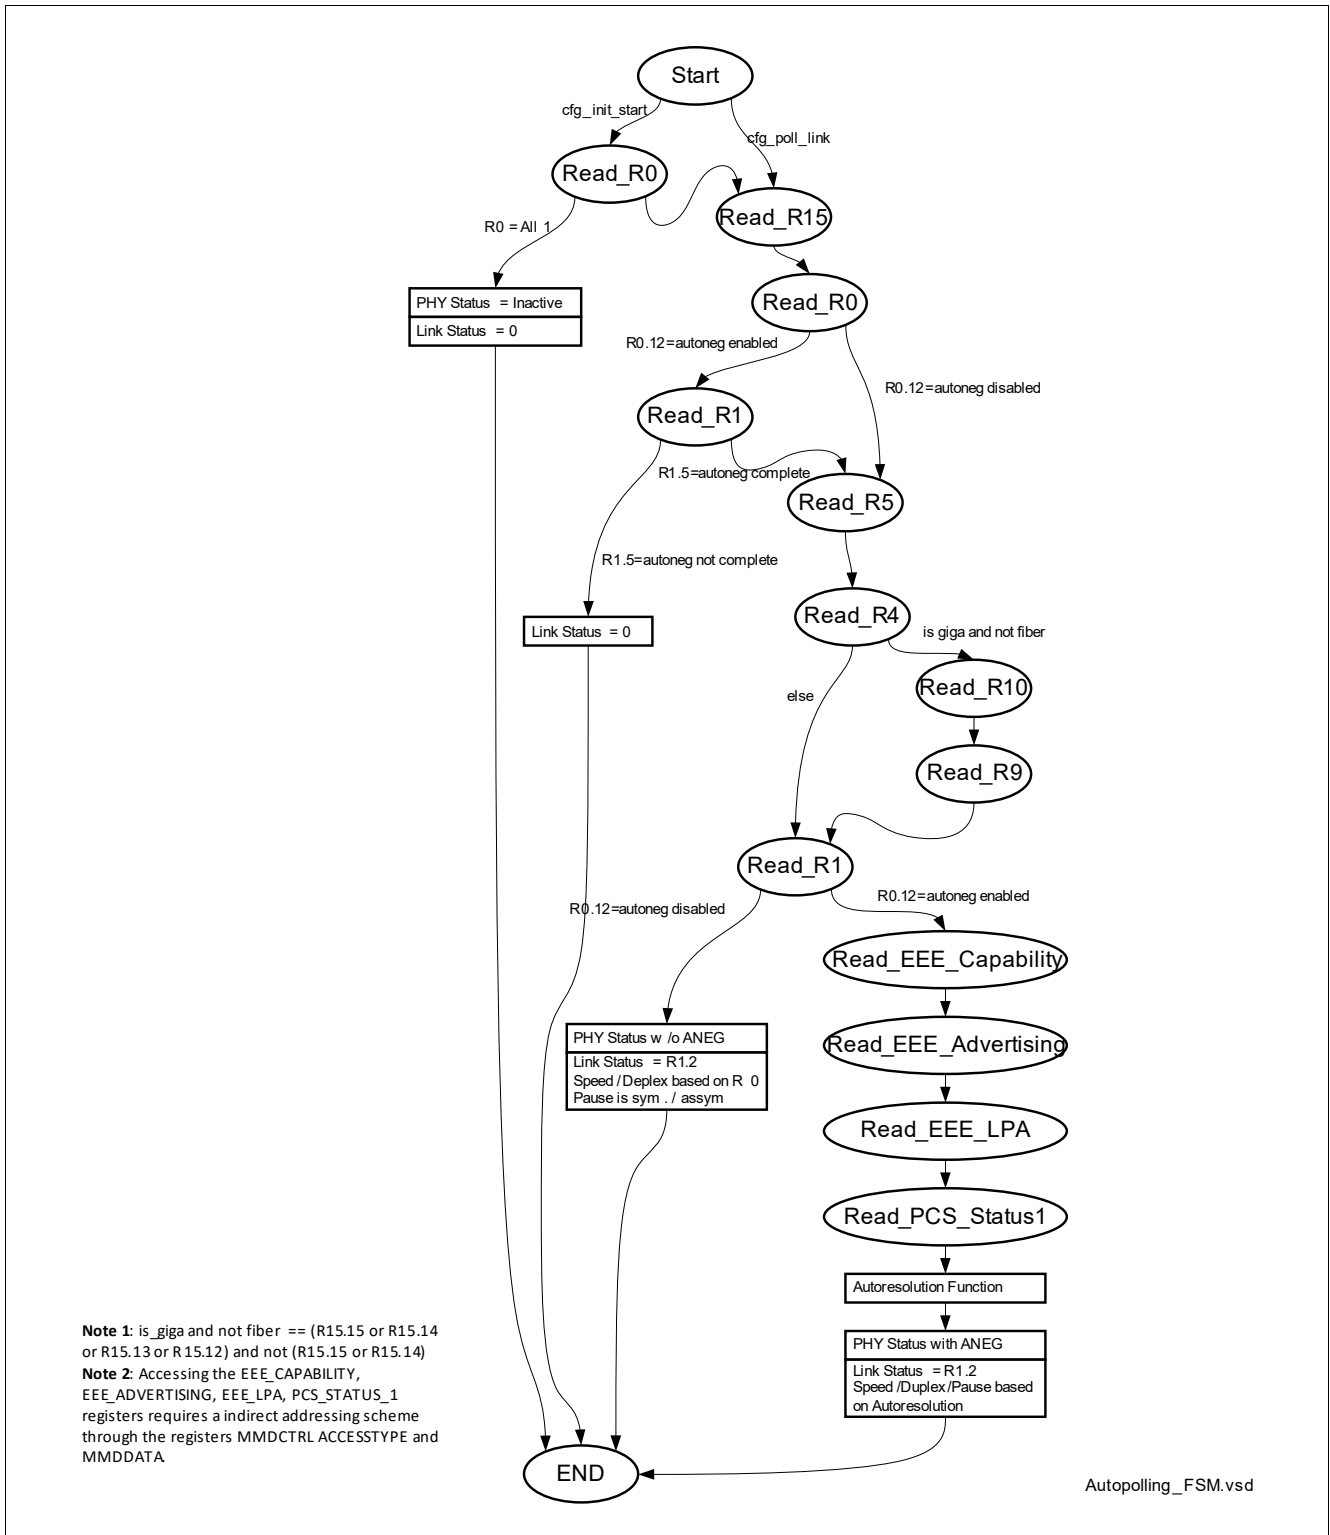 Start
cfg_init_start
cfg_poll_link
Read_R0
Read_R15
R0 = All 1
PHY Status = Inactive
Link Status = 0
Read_R0
R0.12=autoneg enabled
R0.12=autoneg disabled
Read_R1
R1.5=autoneg complete
Read_R5
R1.5=autoneg not complete
Link Status = 0
Read_R4
is giga and not fiber
Read_R10
else
Read_R9
Read_R1
R0.12=autoneg disabled
R0.12=autoneg enabled
Read_EEE_Capability
PHY Status w /o ANEG
Link Status = R1.2
Speed /Deplex based on R 0
Pause is sym . / assym
Read_EEE_Advertising
Read_EEE_LPA
Read_PCS_Status1
Autoresolution Function
PHY Status with ANEG
Link Status = R1.2
Speed /Duplex /Pause based
on Autoresolution
Note 1: is_giga and not fiber == (R15.15 or R15.14
or R15.13 or R15.12) and not (R15.15 or R15.14)
Note 2: Accessing the EEE_CAPABILITY,
EEE_ADVERTISING, EEE_LPA, PCS_STATUS_1
registers requires a indirect addressing scheme
through the registers MMDCTRL ACCESSTYPE and
MMDDATA.
END
Autopolling_FSM.vsd